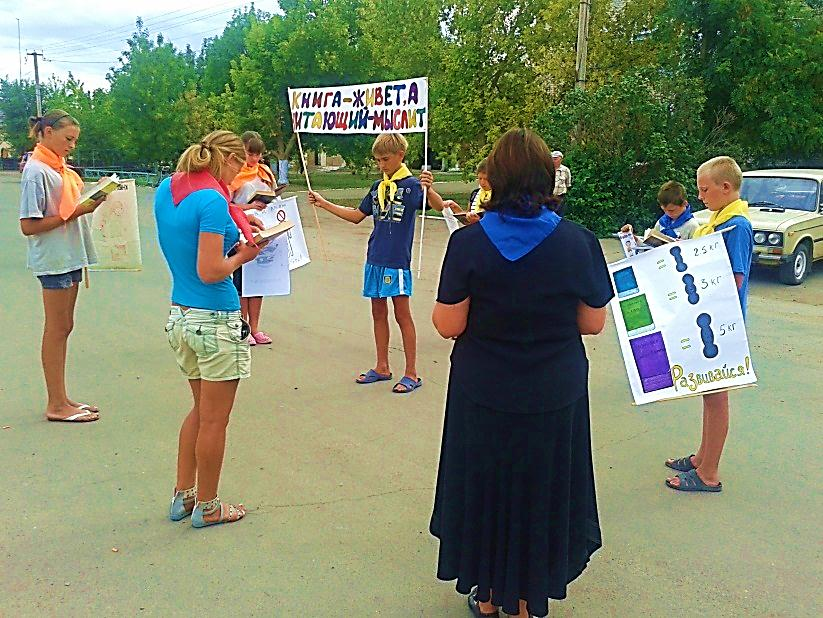 КНИГА-ЖИВЕТ,А
ЧИТАЮЩИЙ-МЫСЛИТ
= 2.5 кг
= 3 кг
= 5 кг
Развивайся!